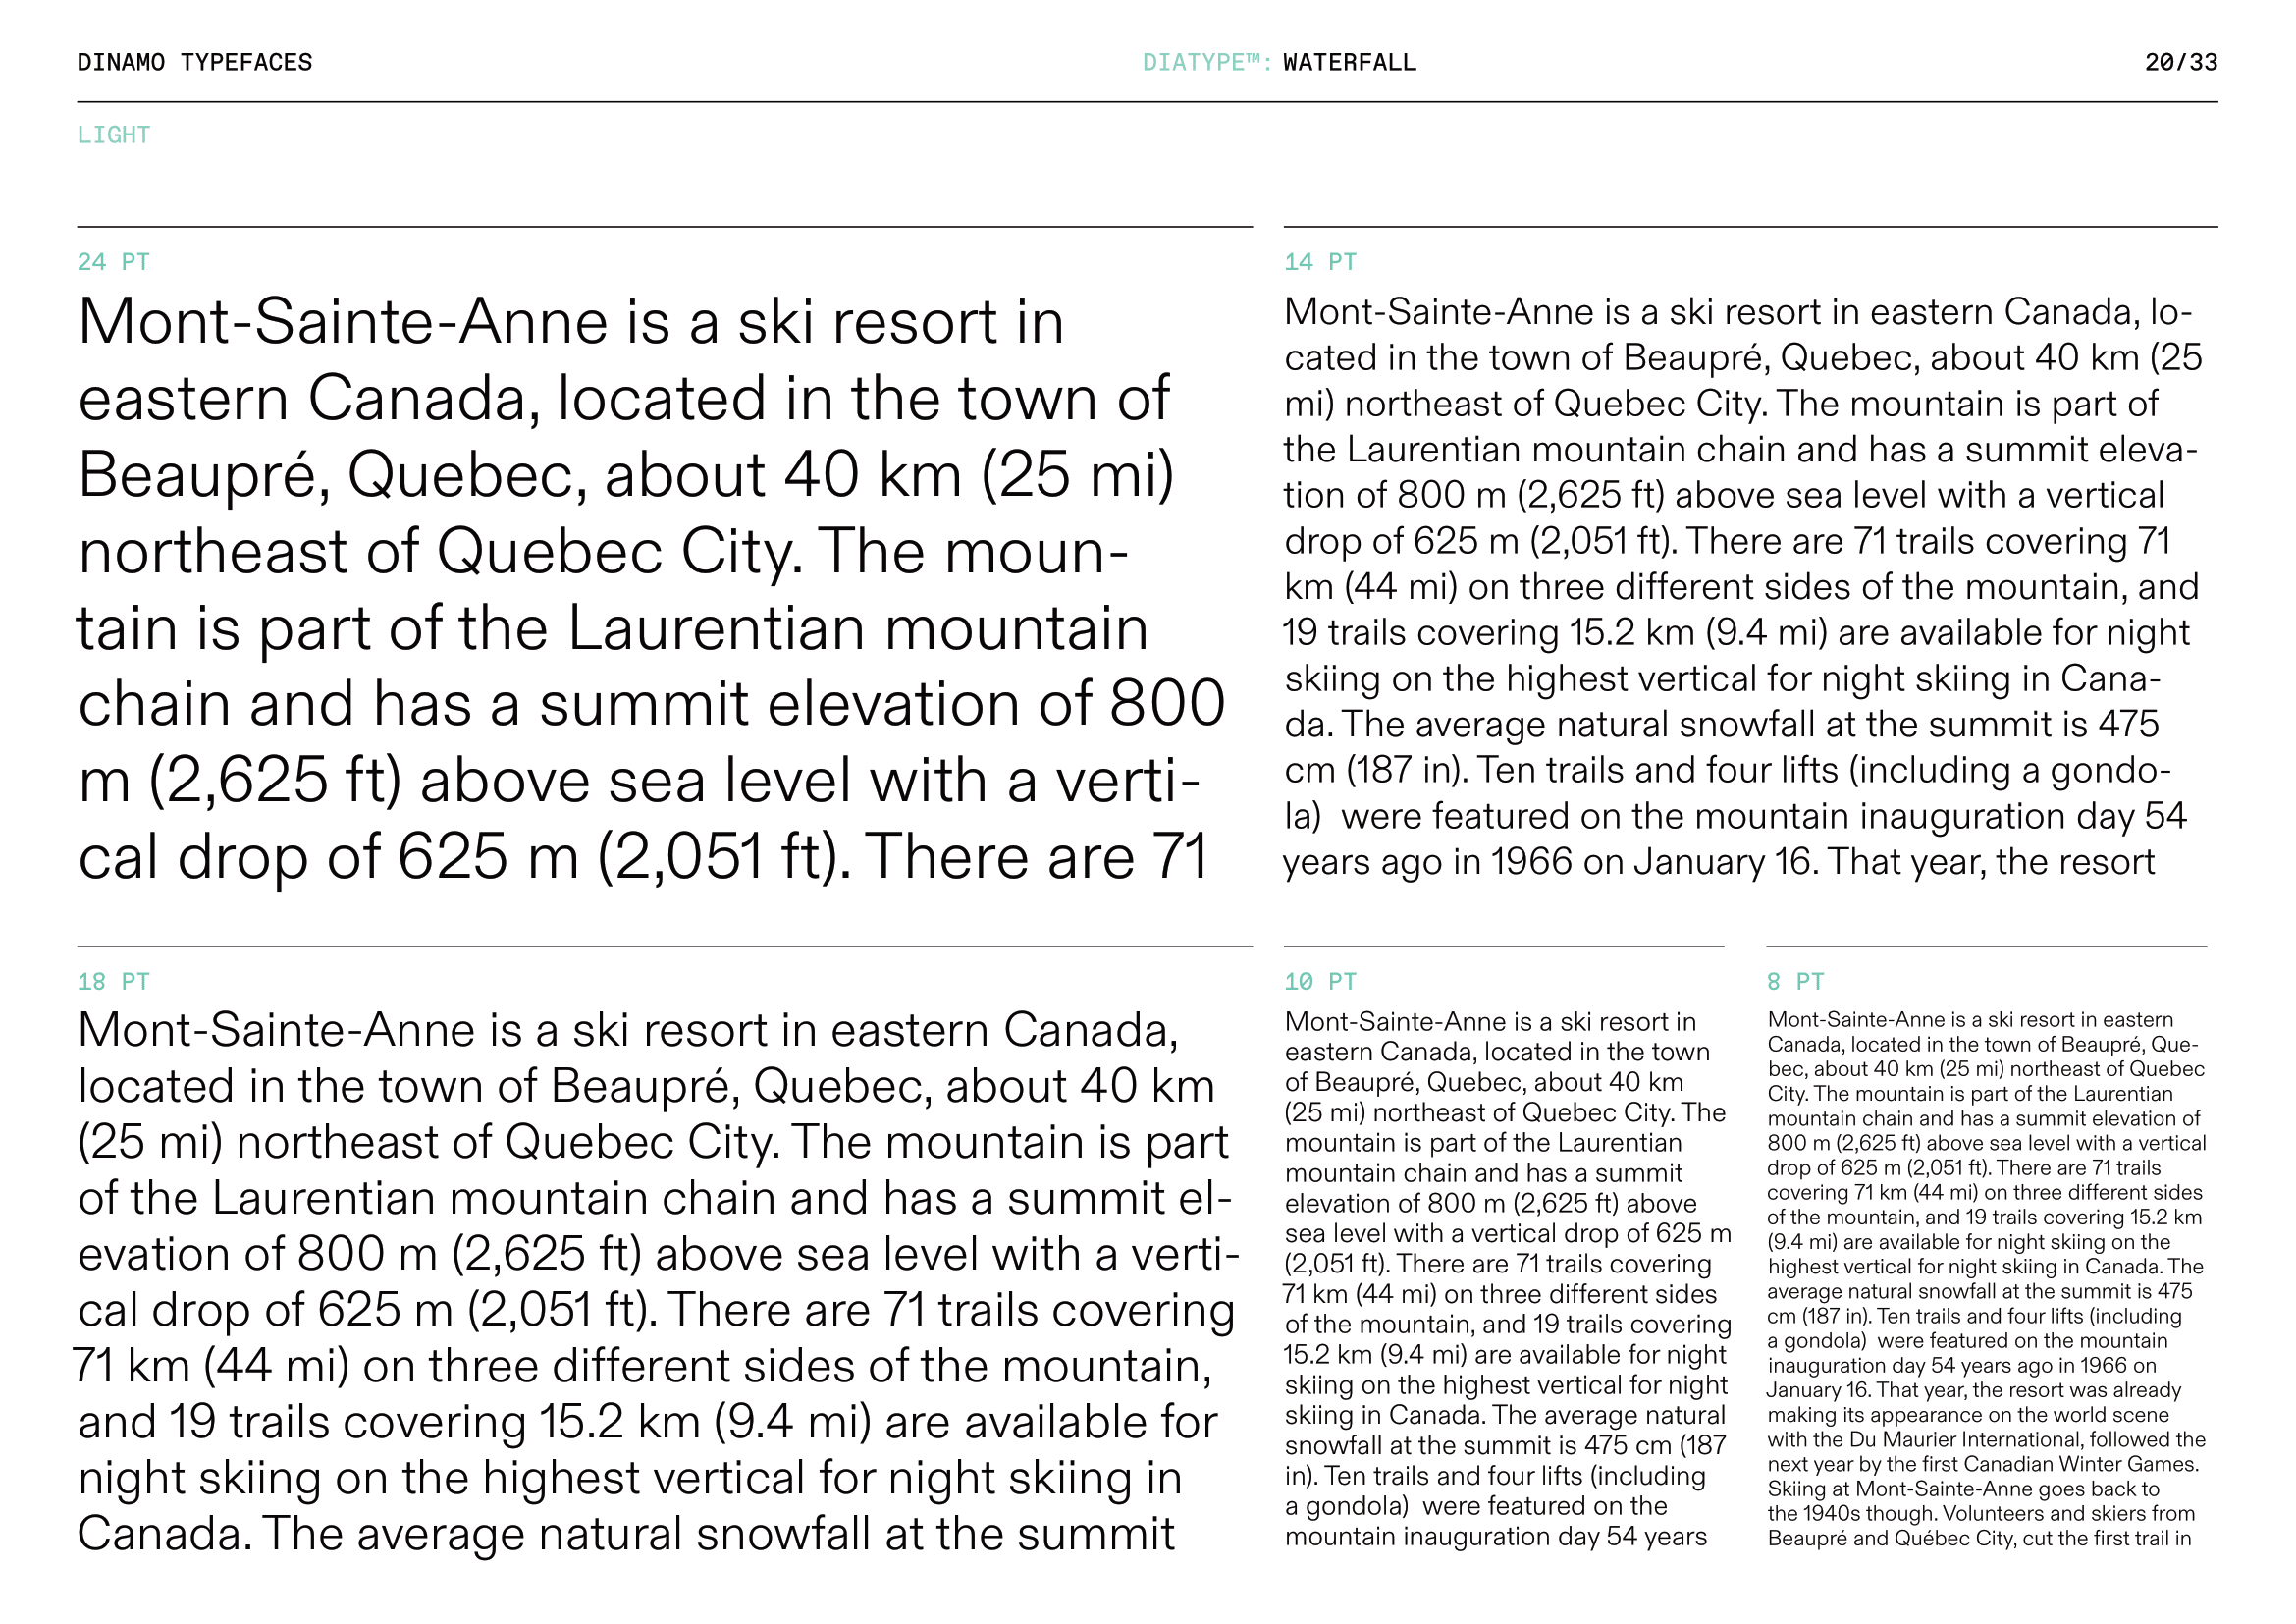 DINAMO TYPEFACES
DIATYPE™: WATERFALL
20/33
LIGHT
24 PT
Mont-Sainte-Anne is a ski resort in
eastern Canada, located in the town of
Beaupré, Quebec, about 40 km (25 mi)
northeast of Quebec City. The moun-
tain is part of the Laurentian mountain
chain and has a summit elevation of 800
m (2,625 ft) above sea level with a verti-
cal drop of 625 m (2,051 ft). There are 71
14 PT
Mont-Sainte-Anne is a ski resort in eastern Canada, lo-
cated in the town of Beaupré, Quebec, about 40 km (25
mi) northeast of Quebec City. The mountain is part of
the Laurentian mountain chain and has a summit eleva-
tion of 800 m (2,625 ft) above sea level with a vertical
drop of 625 m (2,051 ft). There are 71 trails covering 71
km (44 mi) on three different sides of the mountain, and
19 trails covering 15.2 km (9.4 mi) are available for night
skiing on the highest vertical for night skiing in Cana-
da. The average natural snowfall at the summit is 475
cm (187 in). Ten trails and four lifts (including a gondo-
la)  were featured on the mountain inauguration day 54
years ago in 1966 on January 16. That year, the resort
18 PT
Mont-Sainte-Anne is a ski resort in eastern Canada,
located in the town of Beaupré, Quebec, about 40 km
(25 mi) northeast of Quebec City. The mountain is part
of the Laurentian mountain chain and has a summit el-
evation of 800 m (2,625 ft) above sea level with a verti-
cal drop of 625 m (2,051 ft). There are 71 trails covering
71 km (44 mi) on three different sides of the mountain,
and 19 trails covering 15.2 km (9.4 mi) are available for
night skiing on the highest vertical for night skiing in
Canada. The average natural snowfall at the summit
10 PT
Mont-Sainte-Anne is a ski resort in
eastern Canada, located in the town
of Beaupré, Quebec, about 40 km
(25 mi) northeast of Quebec City. The
mountain is part of the Laurentian
mountain chain and has a summit
elevation of 800 m (2,625 ft) above
sea level with a vertical drop of 625 m
(2,051 ft). There are 71 trails covering
71 km (44 mi) on three different sides
of the mountain, and 19 trails covering
15.2 km (9.4 mi) are available for night
skiing on the highest vertical for night
skiing in Canada. The average natural
snowfall at the summit is 475 cm (187
in). Ten trails and four lifts (including
a gondola)  were featured on the
mountain inauguration day 54 years
8 PT
Mont-Sainte-Anne is a ski resort in eastern
Canada, located in the town of Beaupré, Que-
bec, about 40 km (25 mi) northeast of Quebec
City. The mountain is part of the Laurentian
mountain chain and has a summit elevation of
800 m (2,625 ft) above sea level with a vertical
drop of 625 m (2,051 ft). There are 71 trails
covering 71 km (44 mi) on three different sides
of the mountain, and 19 trails covering 15.2 km
(9.4 mi) are available for night skiing on the
highest vertical for night skiing in Canada. The
average natural snowfall at the summit is 475
cm (187 in). Ten trails and four lifts (including
a gondola)  were featured on the mountain
inauguration day 54 years ago in 1966 on
January 16. That year, the resort was already
making its appearance on the world scene
with the Du Maurier International, followed the
next year by the first Canadian Winter Games.
Skiing at Mont-Sainte-Anne goes back to
the 1940s though. Volunteers and skiers from
Beaupré and Québec City, cut the first trail in